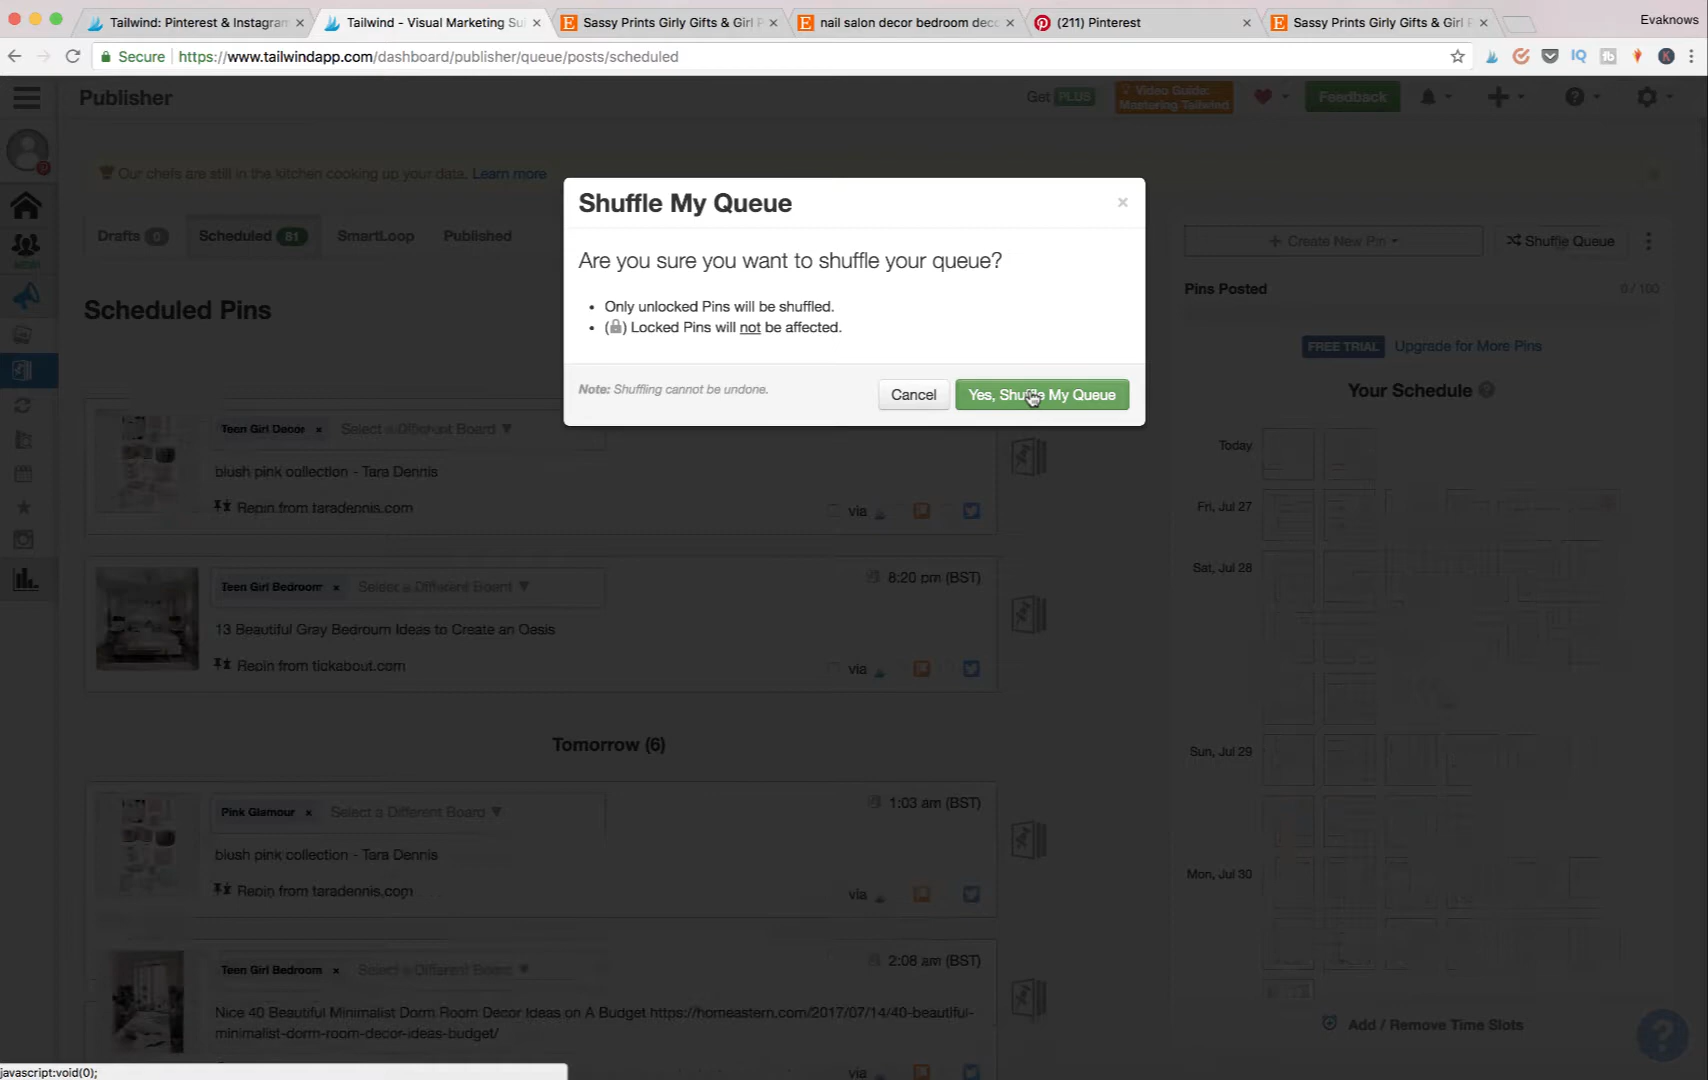 Tailwind: Pinterest & Instagram
Tailwind - Visual Marketing Su
Sassy Prints Girly Gifts & Girl P
nail salon decor bedroom deco
(211) Pinterest
Sassy Prints Girly Gifts & Girl P
Evaknows
Secure
https://www.tailwindapp.com/dashboard/publisher/queue/posts/scheduled
Publisher
Get PLUS
Video Guide:
Mastering Tailwind
Feedback
Our chefs are still in the kitchen cooking up your data. Learn more
Drafts 0
Scheduled 81
SmartLoop
Published
Create New Pin
Shuffle Queue
Shuffle My Queue
Are you sure you want to shuffle your queue?
• Only unlocked Pins will be shuffled.
• () Locked Pins will not be affected.
Note: Shuffling cannot be undone.
Cancel
Yes, Shuffle My Queue
Scheduled Pins
Pins Posted
0 / 100
FREE TRIAL
Upgrade for More Pins
Your Schedule
Today
Fri, Jul 27
Sat, Jul 28
Sun, Jul 29
Mon, Jul 30
Add / Remove Time Slots
Teen Girl Decor × Select a Different Board
blush pink collection - Tara Dennis
Repin from taradennis.com
via
Teen Girl Bedroom × Select a Different Board
8:20 pm (BST)
13 Beautiful Gray Bedroom Ideas to Create an Oasis
Repin from tickabout.com
via
Tomorrow (6)
Pink Glamour × Select a Different Board
1:03 am (BST)
blush pink collection - Tara Dennis
Repin from taradennis.com
via
Teen Girl Bedroom × Select a Different Board
2:08 am (BST)
Nice 40 Beautiful Minimalist Dorm Room Decor Ideas on A Budget https://homeastern.com/2017/07/14/40-beautiful-
minimalist-dorm-room-decor-ideas-budget/
via
javascript:void(0);